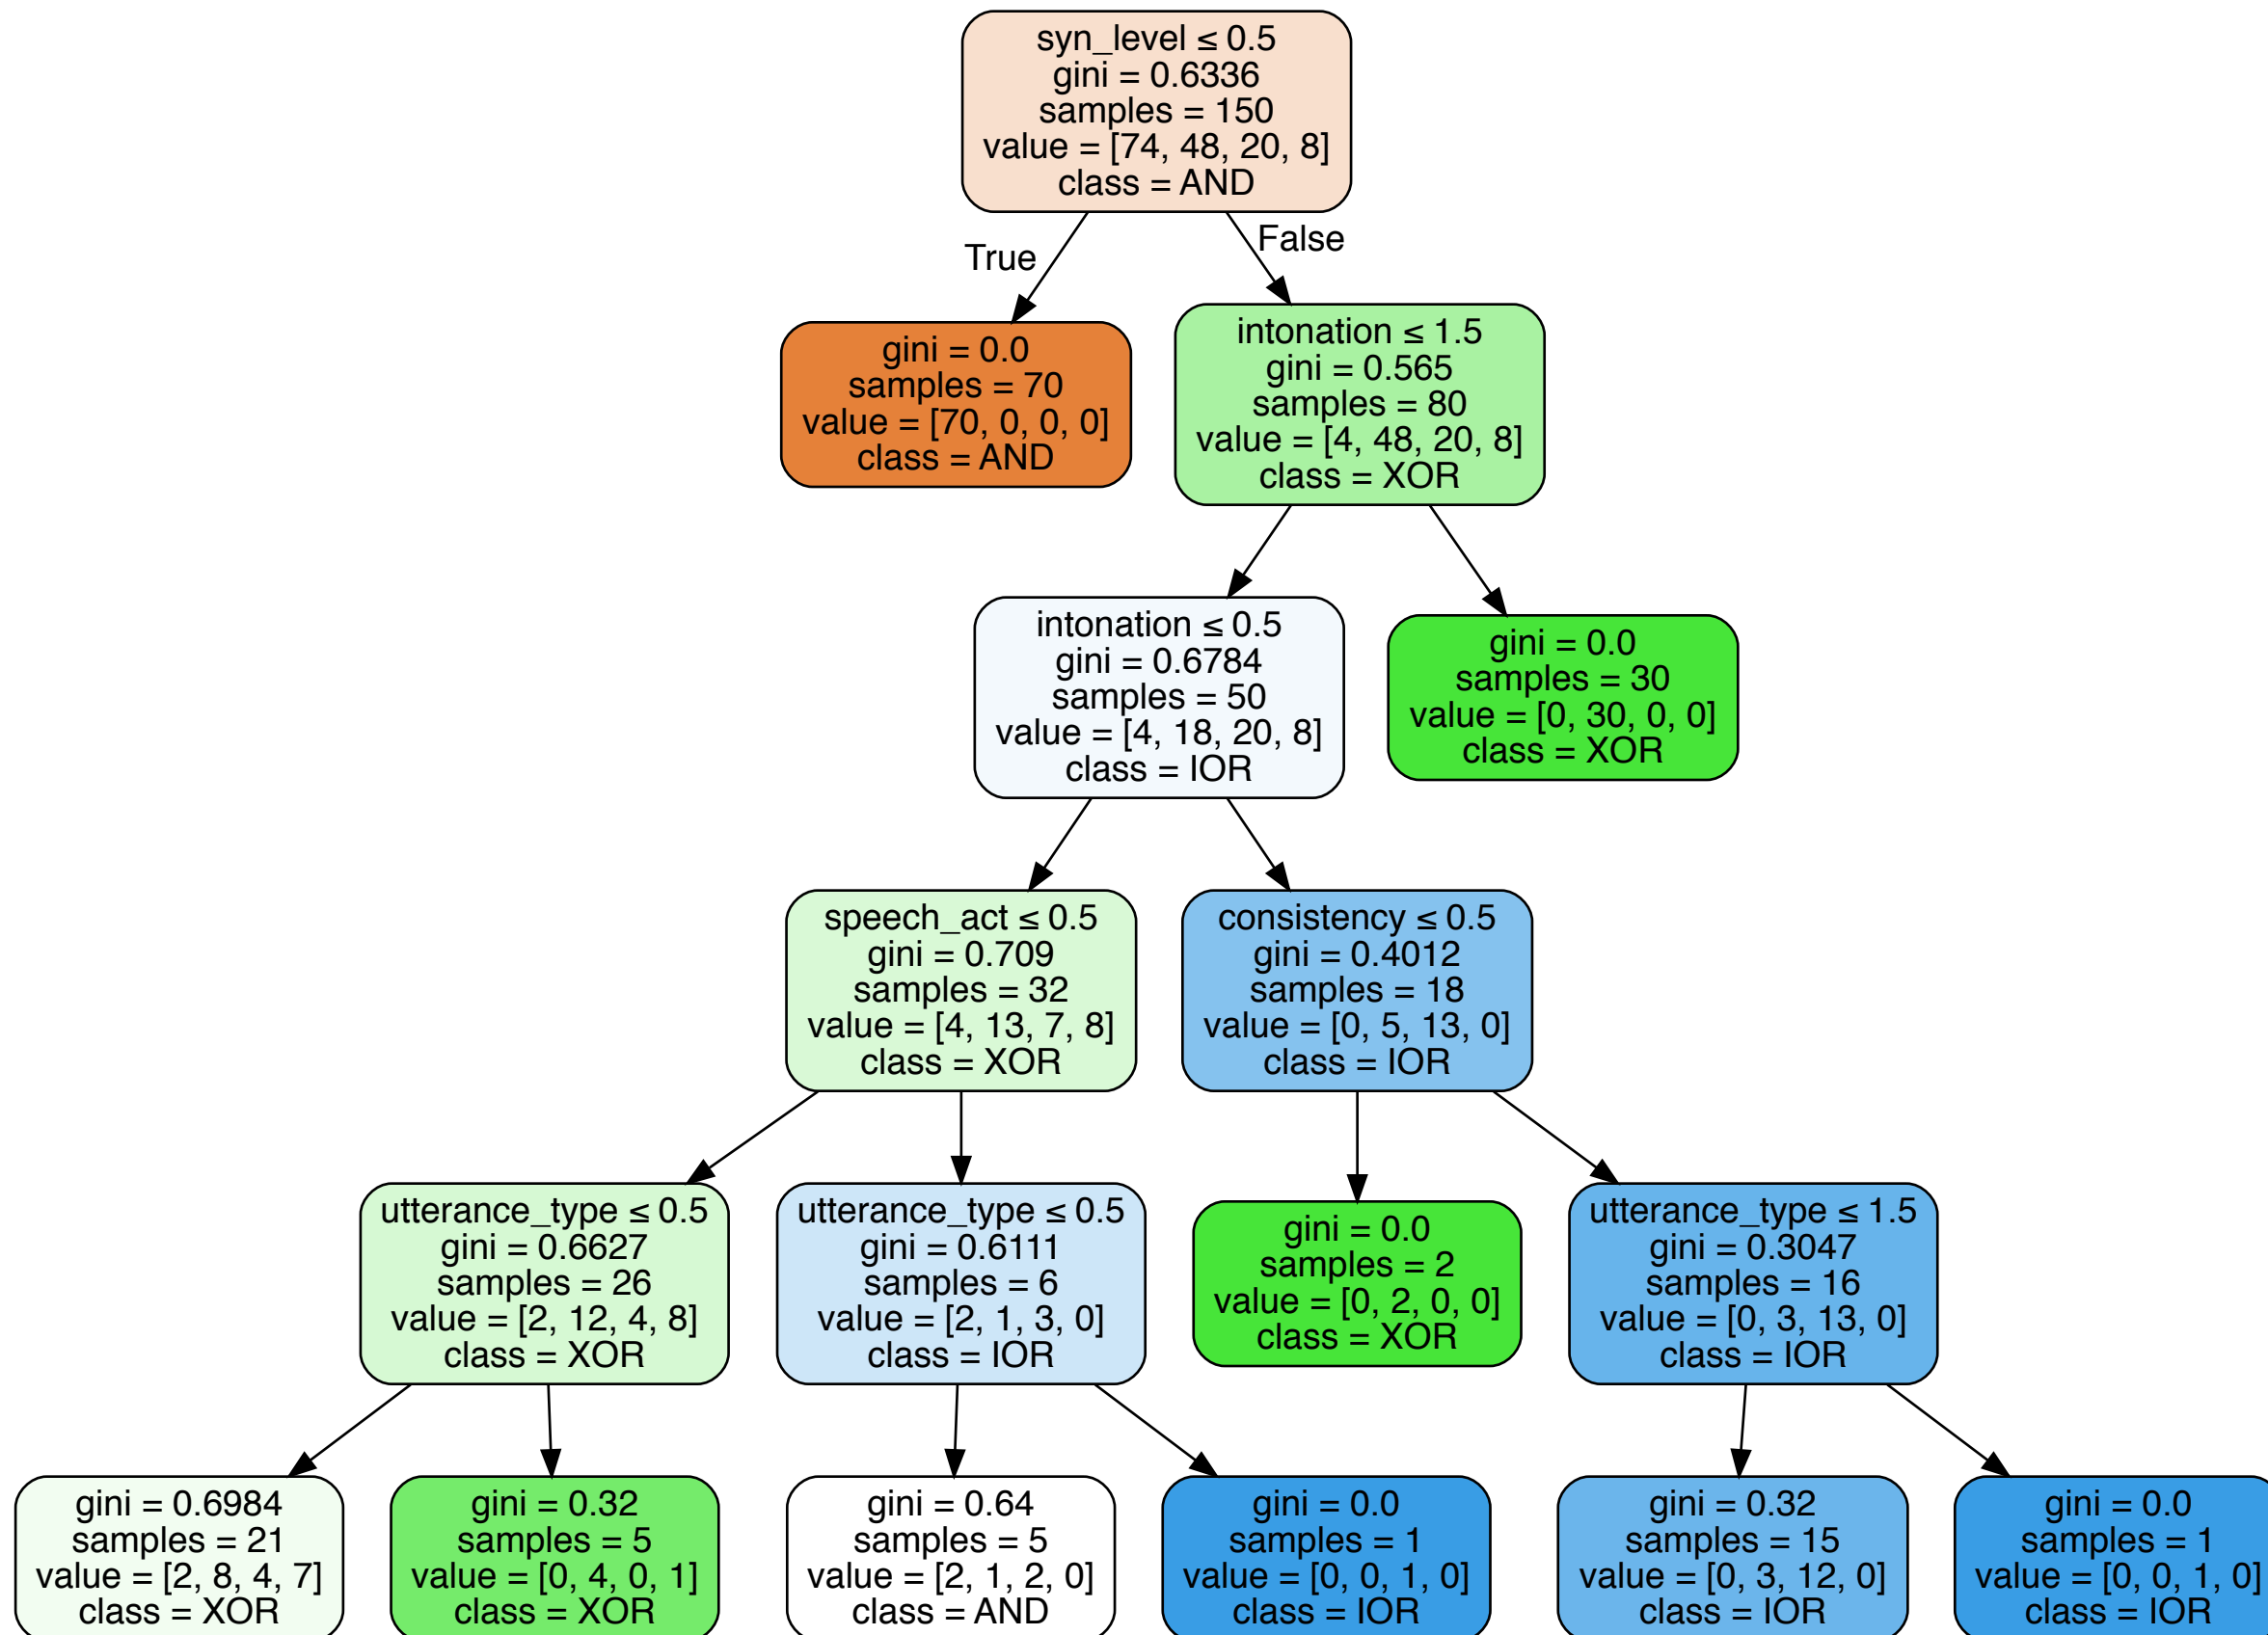 syn_level ≤ 0.5
gini = 0.6336
samples = 150
value = [74, 48, 20, 8]
class = AND
True
False
gini = 0.0
samples = 70
value = [70, 0, 0, 0]
class = AND
intonation ≤ 1.5
gini = 0.565
samples = 80
value = [4, 48, 20, 8]
class = XOR
intonation ≤ 0.5
gini = 0.6784
samples = 50
value = [4, 18, 20, 8]
class = IOR
gini = 0.0
samples = 30
value = [0, 30, 0, 0]
class = XOR
speech_act ≤ 0.5
gini = 0.709
samples = 32
value = [4, 13, 7, 8]
class = XOR
consistency ≤ 0.5
gini = 0.4012
samples = 18
value = [0, 5, 13, 0]
class = IOR
utterance_type ≤ 0.5
gini = 0.6627
samples = 26
value = [2, 12, 4, 8]
class = XOR
utterance_type ≤ 0.5
gini = 0.6111
samples = 6
value = [2, 1, 3, 0]
class = IOR
gini = 0.0
samples = 2
value = [0, 2, 0, 0]
class = XOR
utterance_type ≤ 1.5
gini = 0.3047
samples = 16
value = [0, 3, 13, 0]
class = IOR
gini = 0.6984
samples = 21
value = [2, 8, 4, 7]
class = XOR
gini = 0.32
samples = 5
value = [0, 4, 0, 1]
class = XOR
gini = 0.64
samples = 5
value = [2, 1, 2, 0]
class = AND
gini = 0.0
samples = 1
value = [0, 0, 1, 0]
class = IOR
gini = 0.32
samples = 15
value = [0, 3, 12, 0]
class = IOR
gini = 0.0
samples = 1
value = [0, 0, 1, 0]
class = IOR